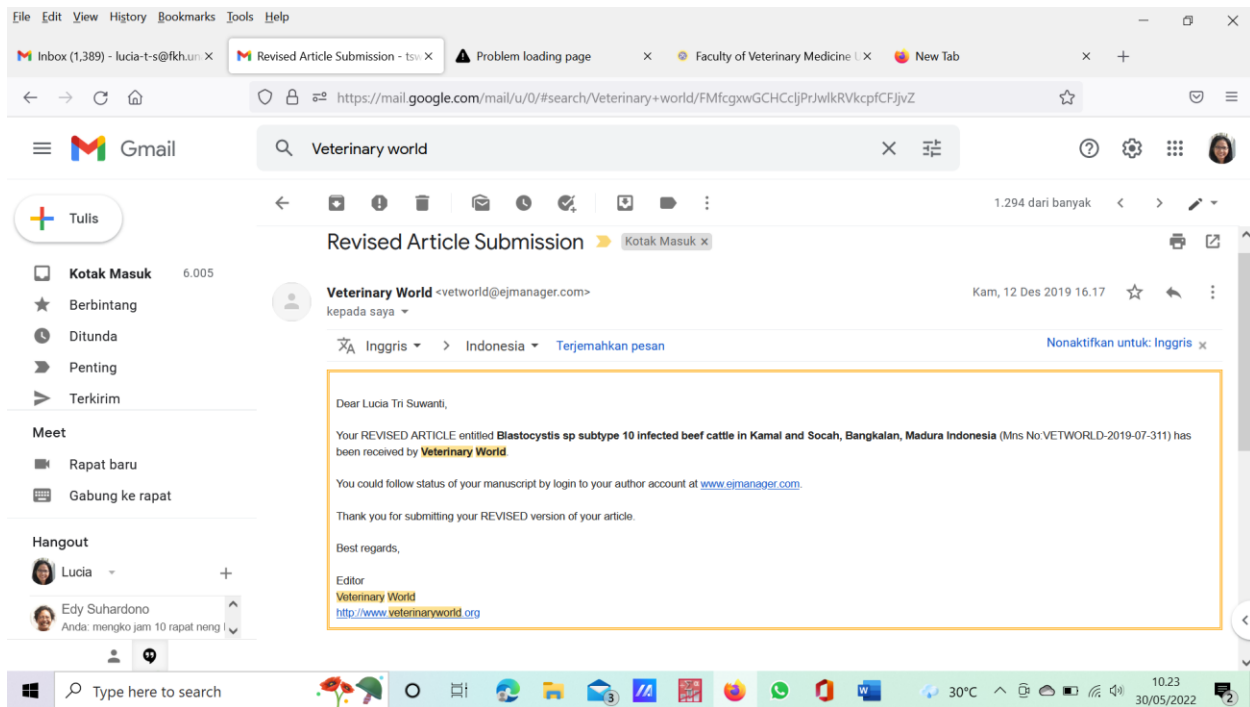 File Edit View History Bookmarks Tools Help
Inbox (1,389) - lucia-t-s@fkh.un
Revised Article Submission - tsw
Problem loading page
Faculty of Veterinary Medicine U
New Tab
https://mail.google.com/mail/u/0/#search/Veterinary+world/FMfcgxwGCHCcljPrJwlkRVkcpfCFJjvZ
Gmail
Veterinary world
Tulis
1.294 dari banyak
Revised Article Submission
Kotak Masuk x
Kotak Masuk 6.005
Berbintang
Ditunda
Penting
Terkirim
Meet
Rapat baru
Gabung ke rapat
Hangout
Lucia
Edy Suhardono
Anda: mengko jam 10 rapat neng
Veterinary World <vetworld@ejmanager.com>
Kam, 12 Des 2019 16.17
kepada saya
Inggris > Indonesia Terjemahkan pesan
Nonaktifkan untuk: Inggris x
Dear Lucia Tri Suwanti,
Your REVISED ARTICLE entitled Blastocystis sp subtype 10 infected beef cattle in Kamal and Socah, Bangkalan, Madura Indonesia (Mns No:VETWORLD-2019-07-311) has
been received by Veterinary World.
You could follow status of your manuscript by login to your author account at www.ejmanager.com.
Thank you for submitting your REVISED version of your article.
Best regards,
Editor
Veterinary World
http://www.veterinaryworld.org
Type here to search
3
30°C
10.23
30/05/2022
2